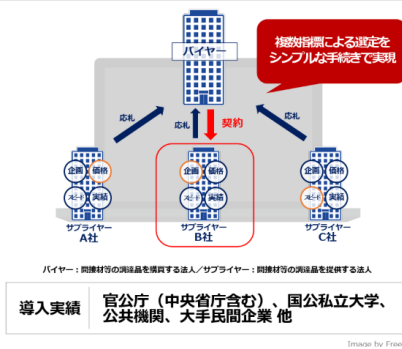 複数指標による選定を
シンプルな手続きで実現
バイヤー
応札
応札
契約
応札
企画
価格
スピード
実績
サプライヤー
A社
企画
価格
スピード
実績
サプライヤー
B社
企画
価格
スピード
実績
サプライヤー
C社
バイヤー：間接材等の調達品を購買する法人／サプライヤー：間接材等の調達品を提供する法人
導入実績
官公庁（中央省庁含む）、国公私立大学、
公共機関、大手民間企業 他
Image by Free